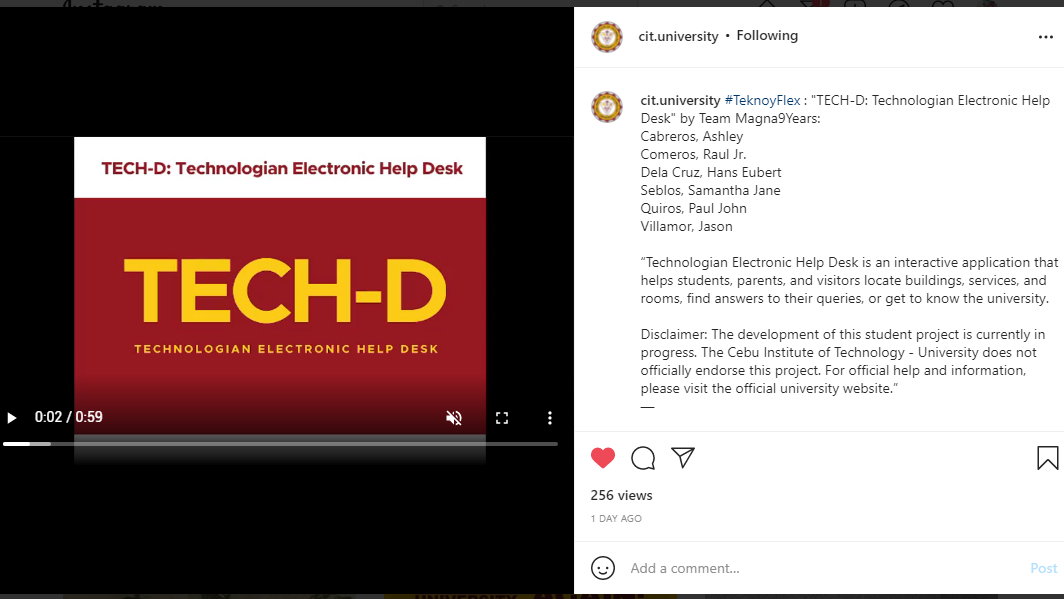 TECH-D: Technologian Electronic Help Desk
TECH-D
TECHNOLOGIAN ELECTRONIC HELP DESK
0:02 / 0:59
cit.university • Following
cit.university #TeknoyFlex : "TECH-D: Technologian Electronic Help
Desk" by Team Magna9Years:
Cabreros, Ashley
Comeros, Raul Jr.
Dela Cruz, Hans Eubert
Seblos, Samantha Jane
Quiros, Paul John
Villamor, Jason
“Technologian Electronic Help Desk is an interactive application that
helps students, parents, and visitors locate buildings, services, and
rooms, find answers to their queries, or get to know the university.
Disclaimer: The development of this student project is currently in
progress. The Cebu Institute of Technology - University does not
officially endorse this project. For official help and information,
please visit the official university website.”
—
256 views
1 DAY AGO
Add a comment... Post